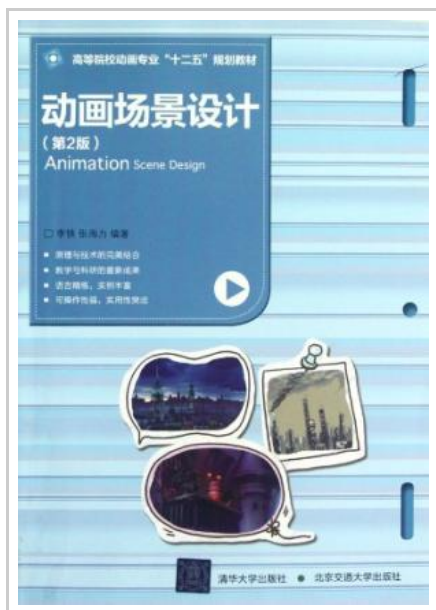 高等院校动画专业“十二五”规划教材
动画场景设计
(第2版)
Animation Scene Design
李铁 张海力 编著
原理与技术的完美结合
教学与科研的最新成果
语言精练，实例丰富
可操作性强，实用性突出
清华大学出版社 ● 北京交通大学出版社